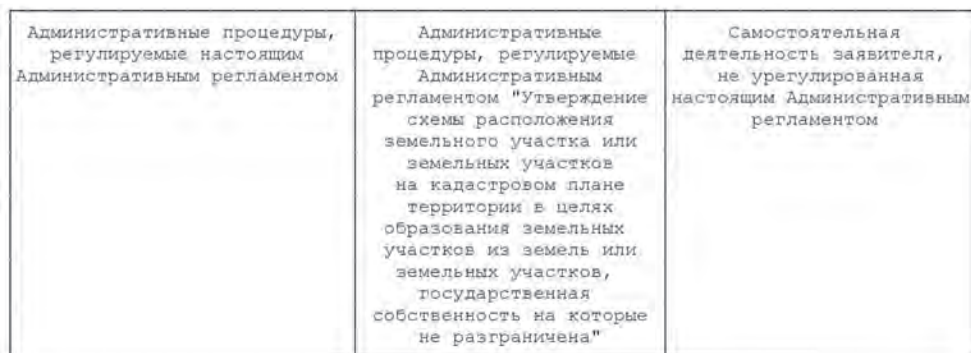 Административные процедуры,
регулируемые настоящим
Административным регламентом
Административные
процедуры, регулируемые
Административным
регламентом "Утверждение
схемы расположения
земельного участка или
земельных участков
на кадастровом плане
территории в целях
образования земельных
участков из земель или
земельных участков,
государственная
собственность на которые
не разграничена"
Самостоятельная
деятельность заявителя,
не урегулированная
настоящим Административным
регламентом